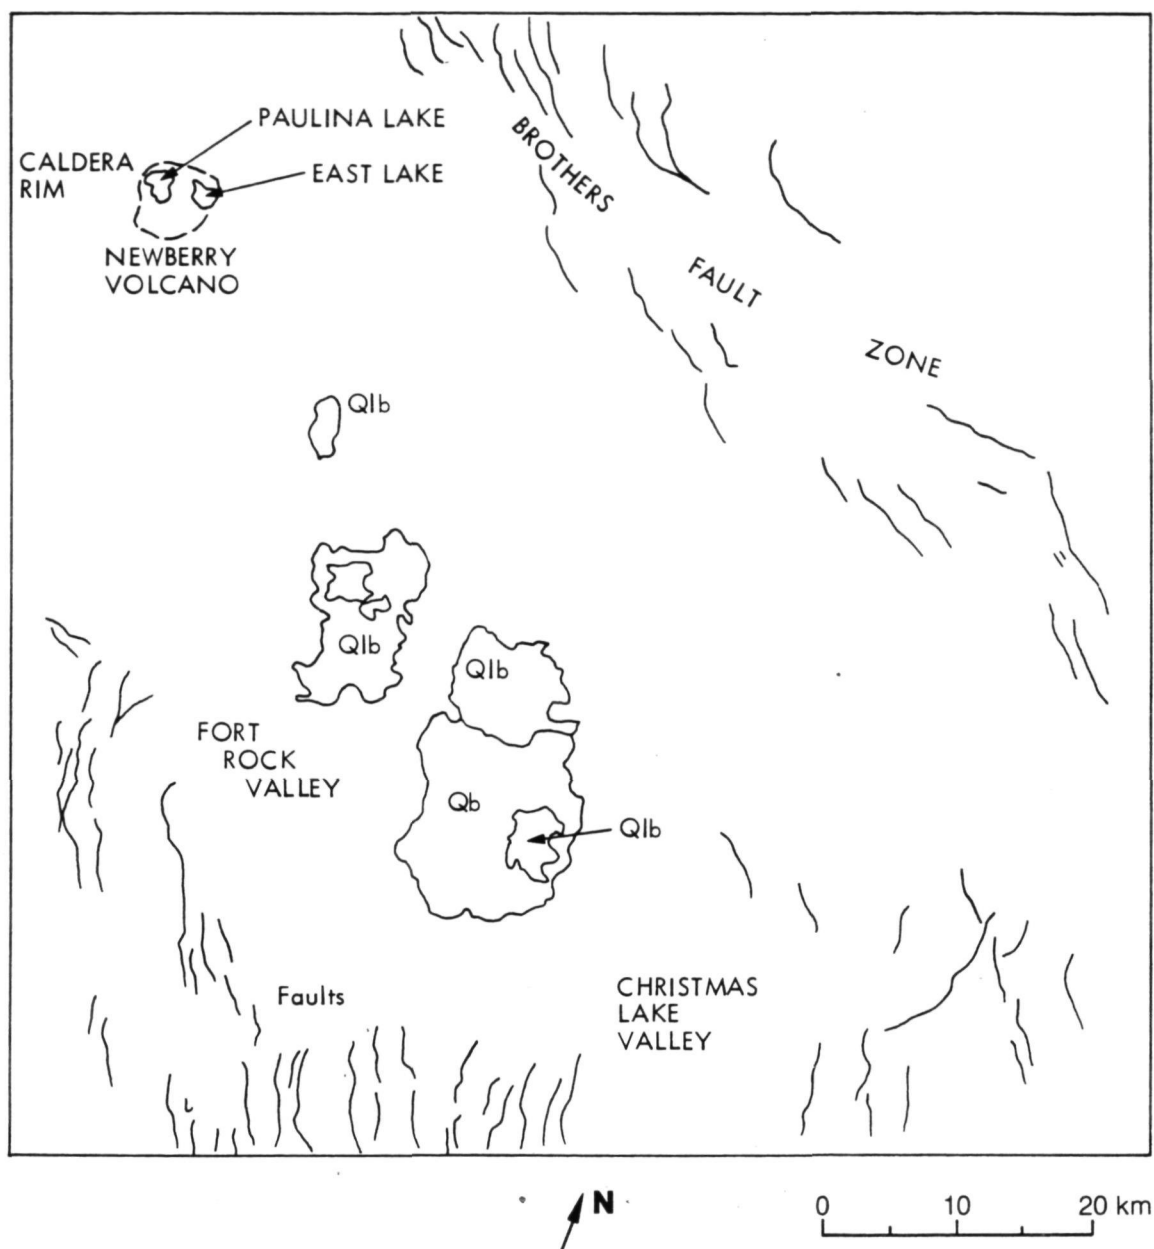 PAULINA LAKE
CALDERA
RIM
EAST LAKE
NEWBERRY
VOLCANO
BROTHERS
FAULT
ZONE
Qlb
Qlb
Qlb
FORT
ROCK
VALLEY
Qb
Qlb
Faults
CHRISTMAS
LAKE
VALLEY
N
0 10 20 km